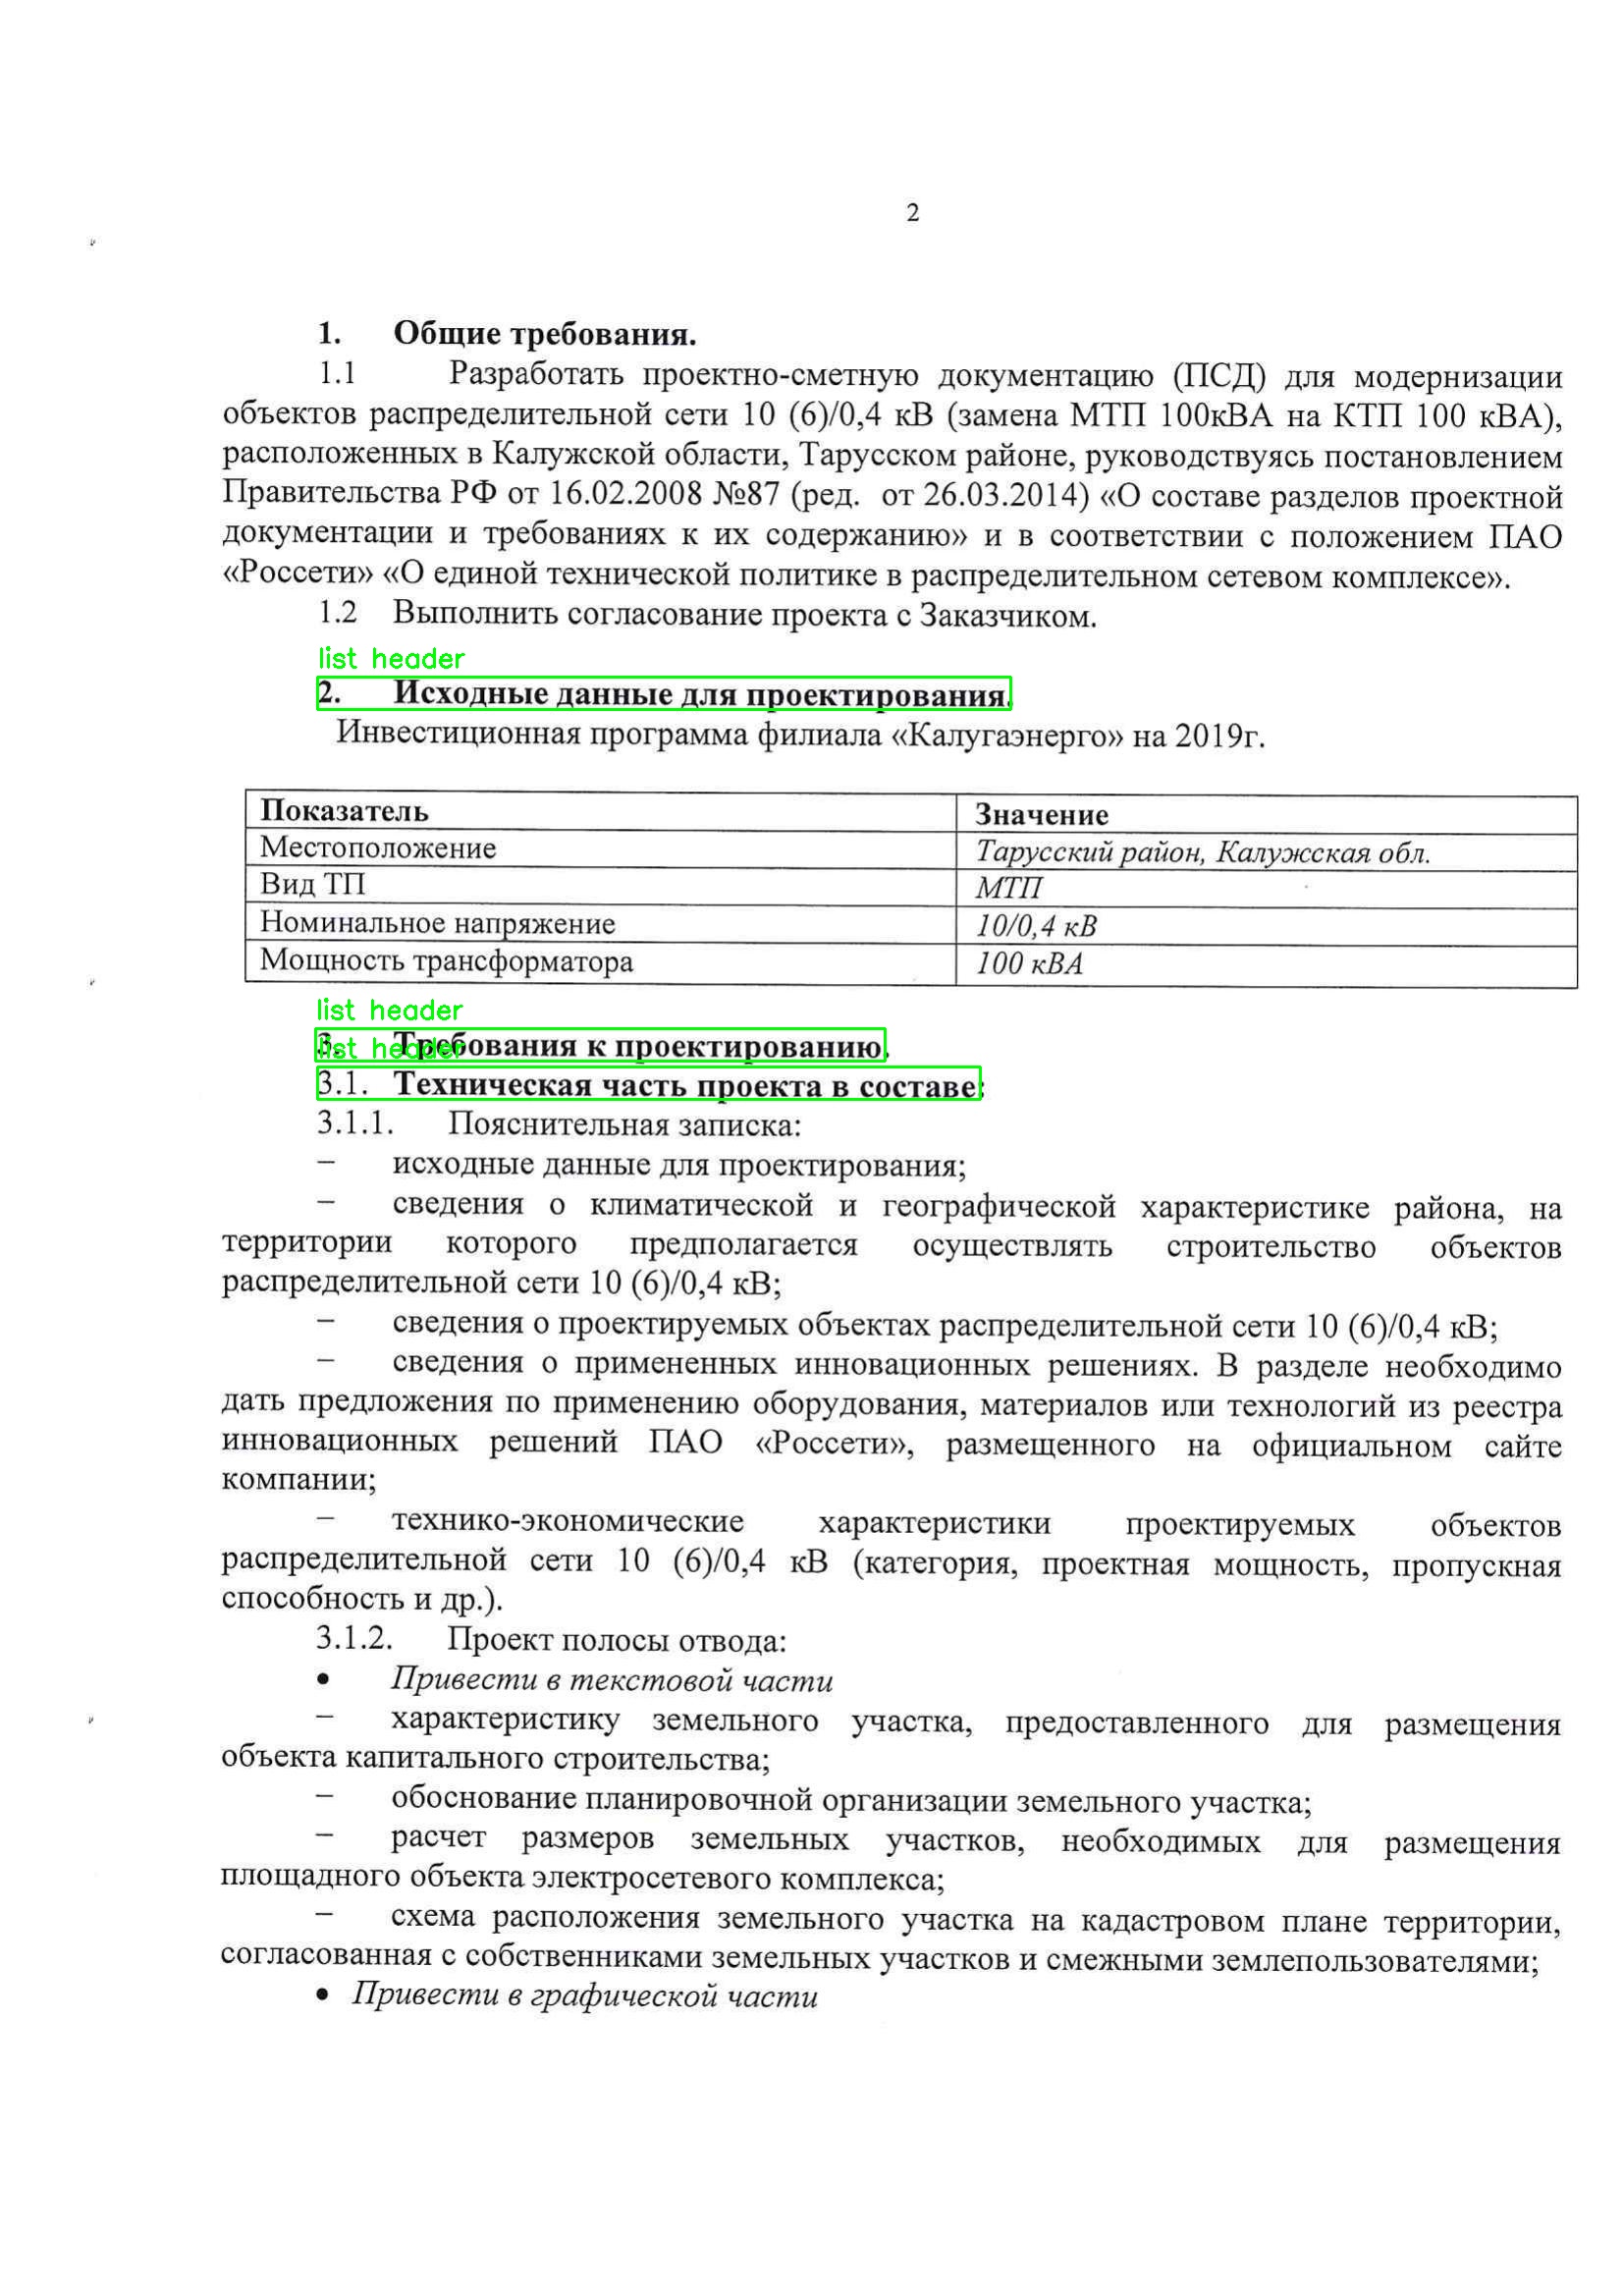 2
1. Общие требования.
1.1 Разработать проектно-сметную документацию (ПСД) для модернизации
объектов распределительной сети 10 (6)/0,4 кВ (замена МТП 100кВА на КТП 100 кВА),
расположенных в Калужской области, Тарусском районе, руководствуясь постановлением
Правительства РФ от 16.02.2008 №87 (ред. от 26.03.2014) «О составе разделов проектной
документации и требованиях к их содержанию» и в соответствии с положением ПАО
«Россети» «О единой технической политике в распределительном сетевом комплексе».
1.2 Выполнить согласование проекта с Заказчиком.
list header
2. Исходные данные для проектирования.
Инвестиционная программа филиала «Калугаэнерго» на 2019г.
Показатель Значение
Местоположение Тарусский район, Калужская обл.
Вид ТП МТП
Номинальное напряжение 10/0,4 кВ
Мощность трансформатора 100 кВА
list header
3. Требования к проектированию.
list header
3.1. Техническая часть проекта в составе:
3.1.1. Пояснительная записка:
– исходные данные для проектирования;
– сведения о климатической и географической характеристике района, на
территории которого предполагается осуществлять строительство объектов
распределительной сети 10 (6)/0,4 кВ;
– сведения о проектируемых объектах распределительной сети 10 (6)/0,4 кВ;
– сведения о примененных инновационных решениях. В разделе необходимо
дать предложения по применению оборудования, материалов или технологий из реестра
инновационных решений ПАО «Россети», размещенного на официальном сайте
компании;
– технико-экономические характеристики проектируемых объектов
распределительной сети 10 (6)/0,4 кВ (категория, проектная мощность, пропускная
способность и др.).
3.1.2. Проект полосы отвода:
• Привести в текстовой части
– характеристику земельного участка, предоставленного для размещения
объекта капитального строительства;
– обоснование планировочной организации земельного участка;
– расчет размеров земельных участков, необходимых для размещения
площадного объекта электросетевого комплекса;
– схема расположения земельного участка на кадастровом плане территории,
согласованная с собственниками земельных участков и смежными землепользователями;
• Привести в графической части